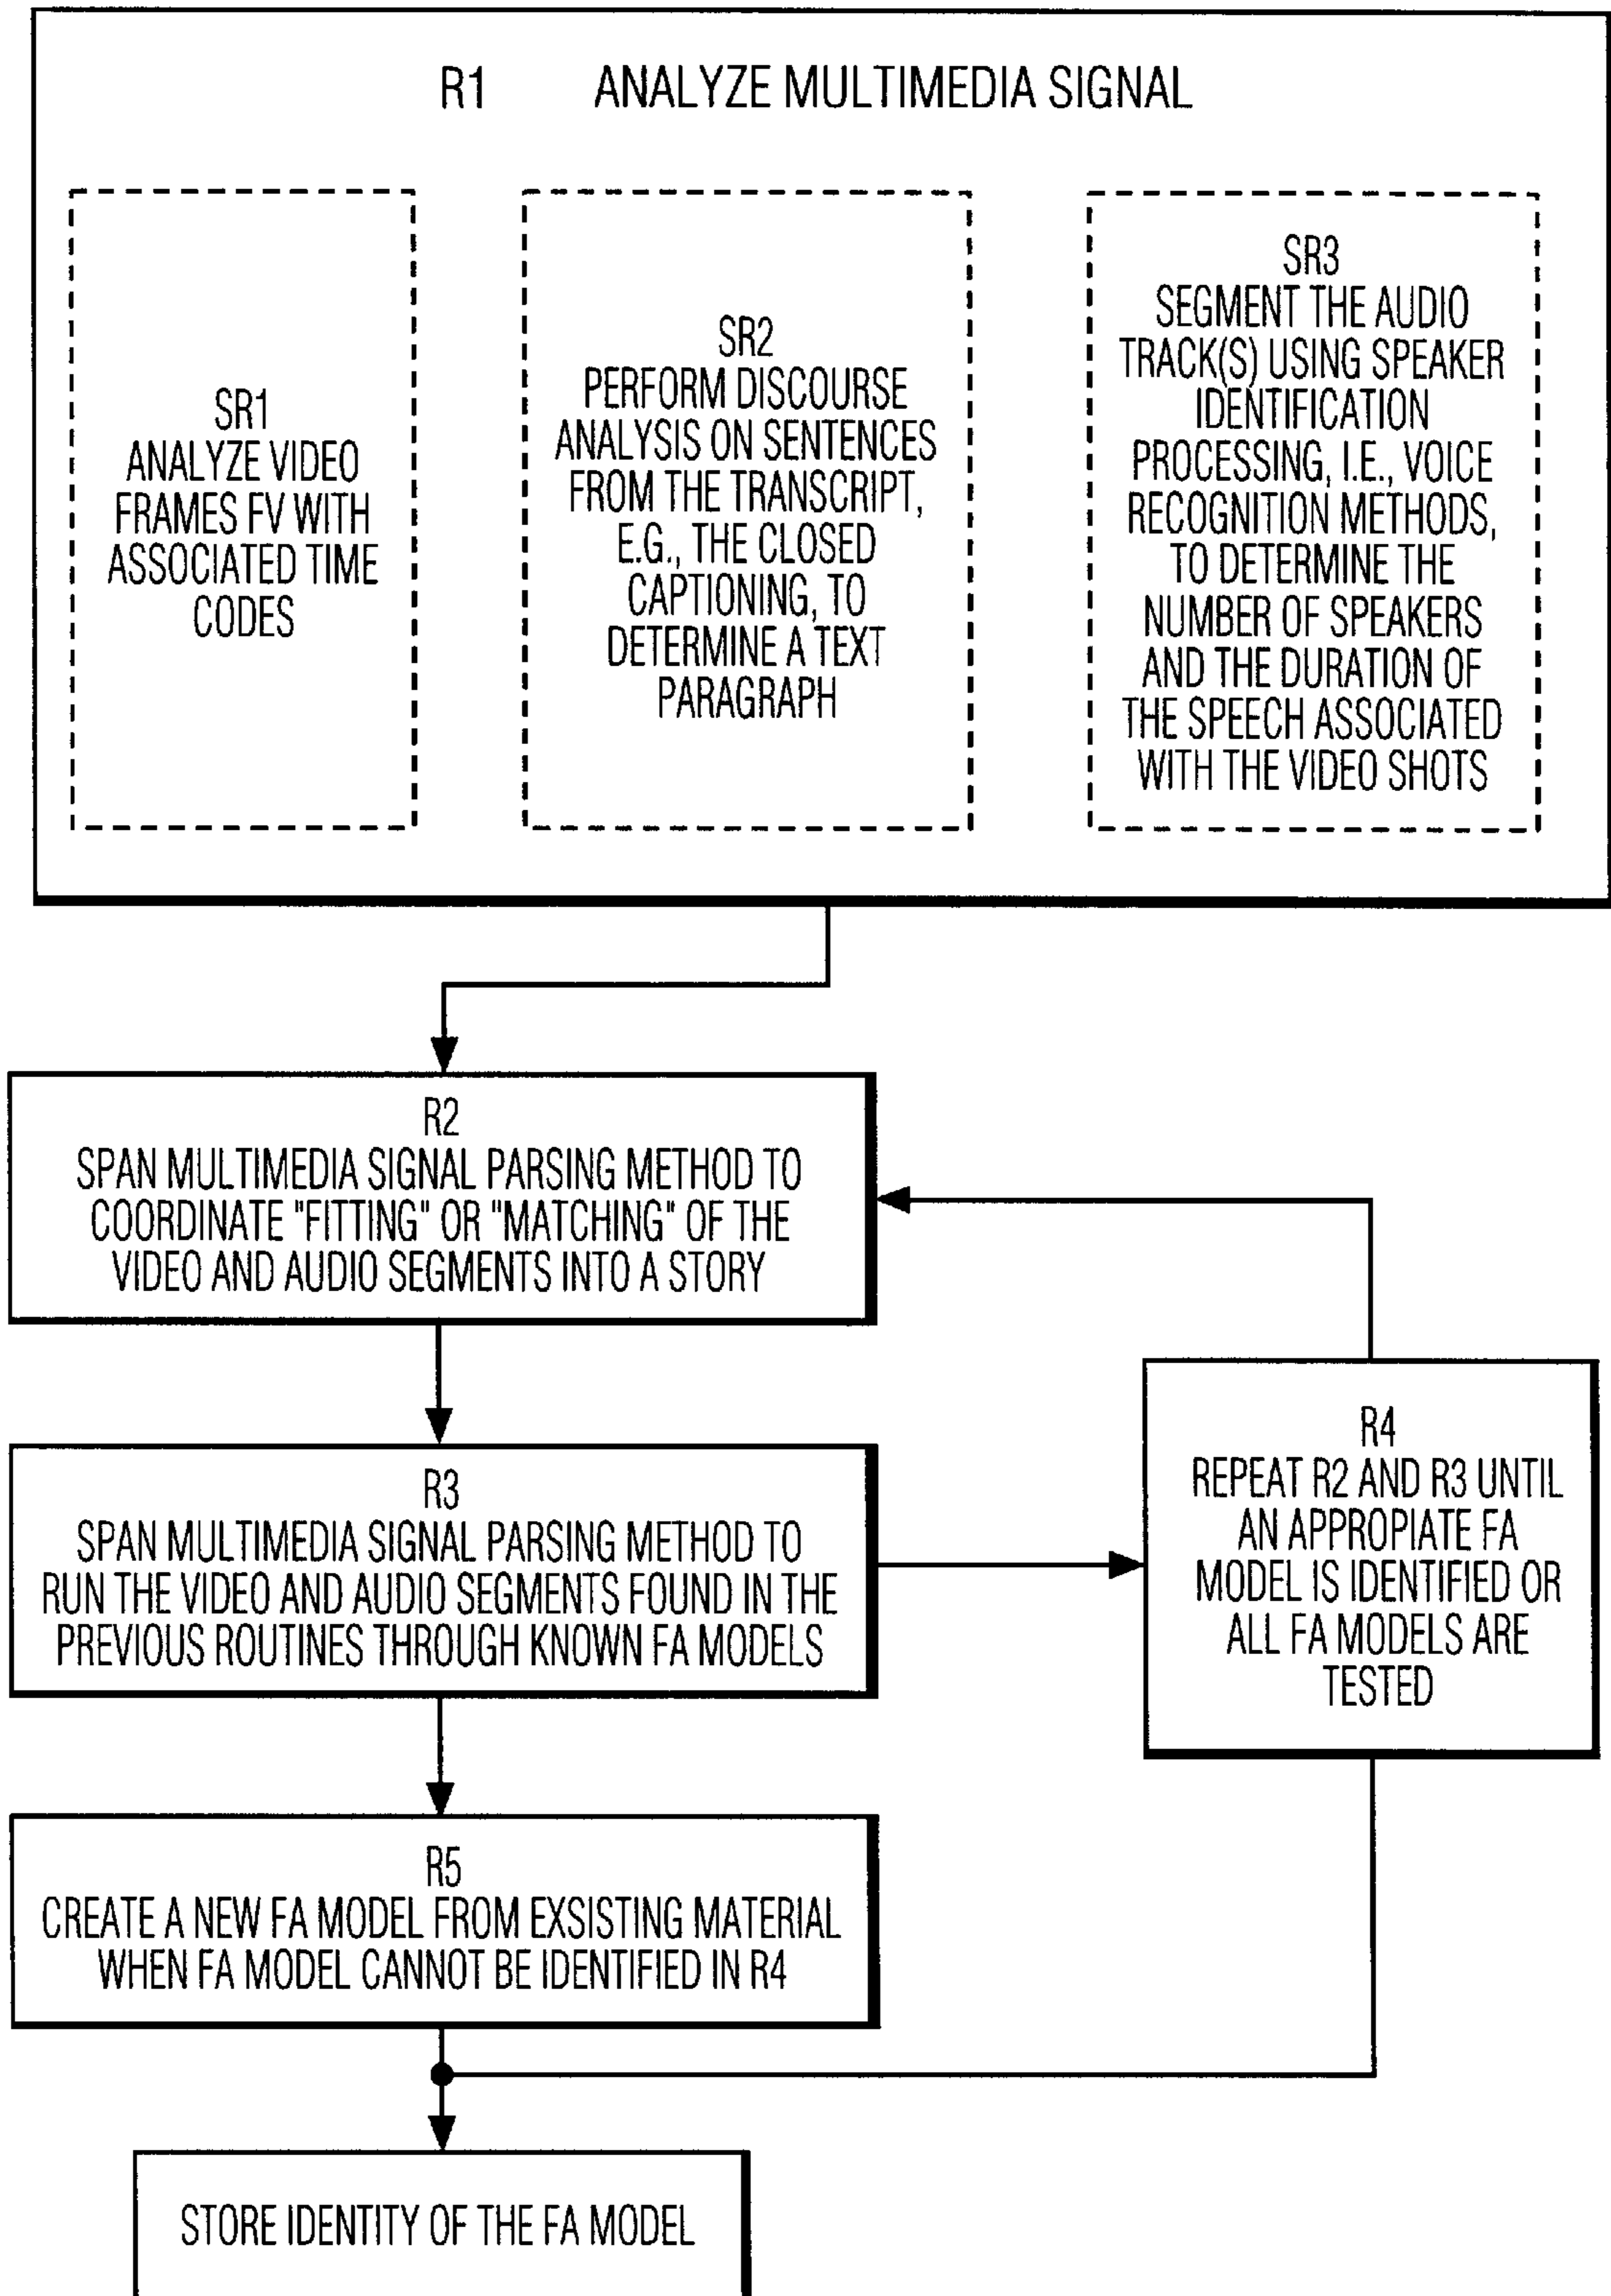 R1 ANALYZE MULTIMEDIA SIGNAL
SR1
ANALYZE VIDEO
FRAMES FV WITH
ASSOCIATED TIME
CODES
SR2
PERFORM DISCOURSE
ANALYSIS ON SENTENCES
FROM THE TRANSCRIPT,
E.G., THE CLOSED
CAPTIONING, TO
DETERMINE A TEXT
PARAGRAPH
SR3
SEGMENT THE AUDIO
TRACK(S) USING SPEAKER
IDENTIFICATION
PROCESSING, I.E., VOICE
RECOGNITION METHODS,
TO DETERMINE THE
NUMBER OF SPEAKERS
AND THE DURATION OF
THE SPEECH ASSOCIATED
WITH THE VIDEO SHOTS
R2
SPAN MULTIMEDIA SIGNAL PARSING METHOD TO
COORDINATE "FITTING" OR "MATCHING" OF THE
VIDEO AND AUDIO SEGMENTS INTO A STORY
R3
SPAN MULTIMEDIA SIGNAL PARSING METHOD TO
RUN THE VIDEO AND AUDIO SEGMENTS FOUND IN THE
PREVIOUS ROUTINES THROUGH KNOWN FA MODELS
R4
REPEAT R2 AND R3 UNTIL
AN APPROPIATE FA
MODEL IS IDENTIFIED OR
ALL FA MODELS ARE
TESTED
R5
CREATE A NEW FA MODEL FROM EXSISTING MATERIAL
WHEN FA MODEL CANNOT BE IDENTIFIED IN R4
STORE IDENTITY OF THE FA MODEL